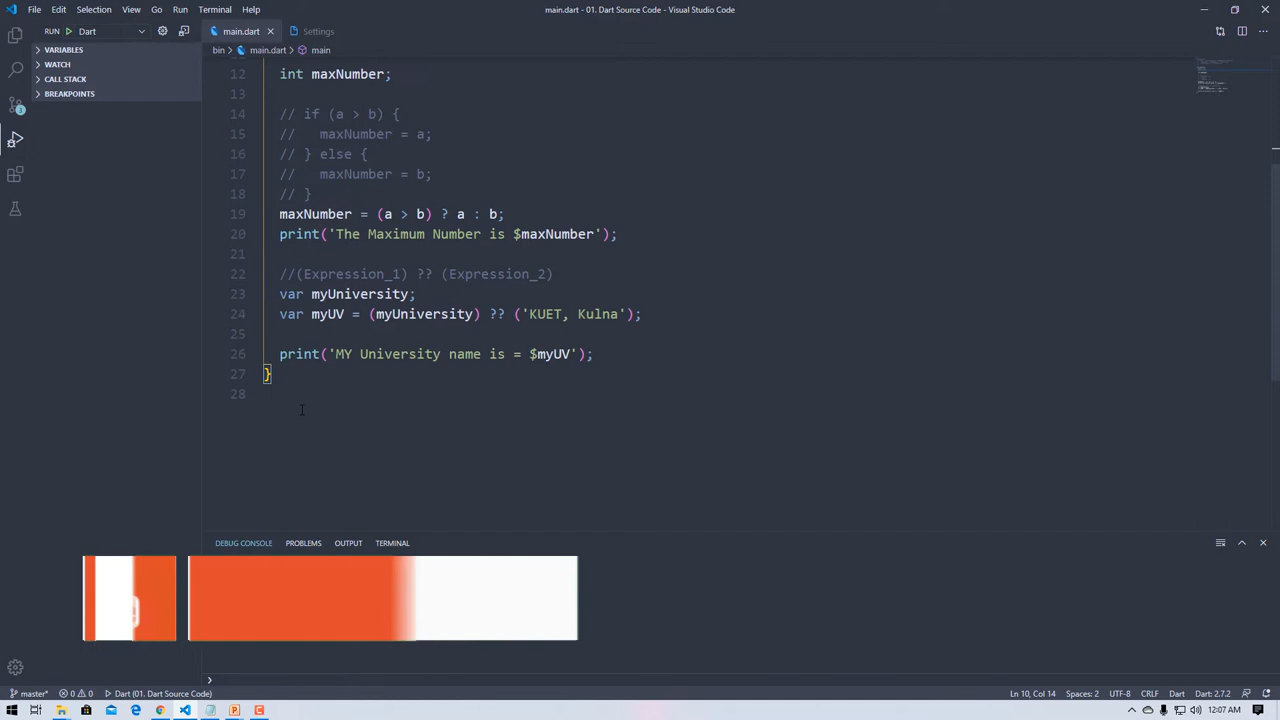 File Edit Selection View Go Run Terminal Help
main.dart - 01. Dart Source Code - Visual Studio Code
RUN Dart
VARIABLES
WATCH
CALL STACK
BREAKPOINTS
1
main.dart Settings
bin > main.dart > main
12 int maxNumber;
13
14 // if (a > b) {
15 //   maxNumber = a;
16 // } else {
17 //   maxNumber = b;
18 // }
19 maxNumber = (a > b) ? a : b;
20 print('The Maximum Number is $maxNumber');
21
22 //(Expression_1) ?? (Expression_2)
23 var myUniversity;
24 var myUV = (myUniversity) ?? ('KUET, Kulna');
25
26 print('MY University name is = $myUV');
27 }
28
DEBUG CONSOLE PROBLEMS OUTPUT TERMINAL
master* 0 0 Dart (01. Dart Source Code)
Ln 10, Col 14 Spaces: 2 UTF-8 CRLF Dart Dart: 2.7.2
12:07 AM